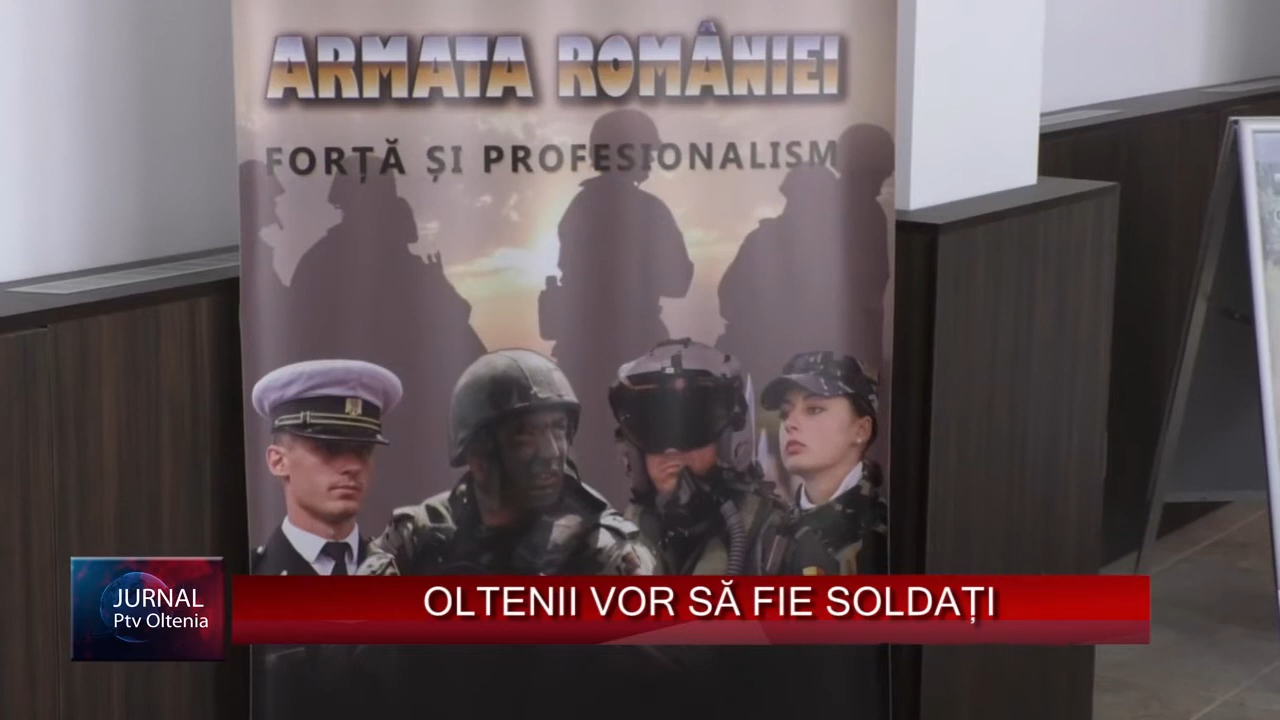 ARMATA ROMÂNIEI
FORȚĂ ȘI PROFESIONALISM
JURNAL
Ptv Oltenia
OLTENII VOR SĂ FIE SOLDAȚI